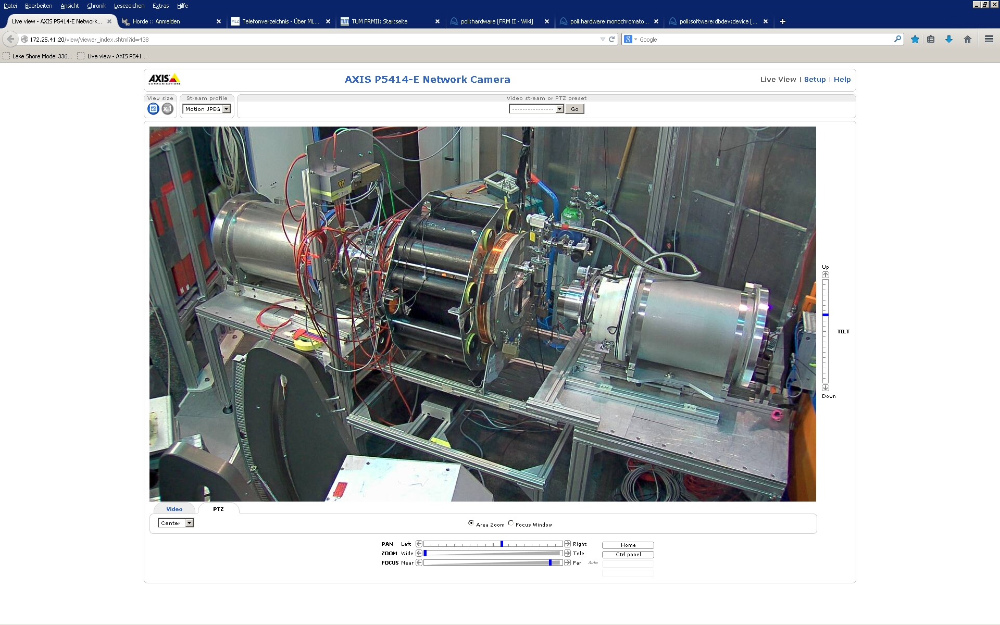 Datei Bearbeiten Ansicht Chronik Lesezeichen Extras Hilfe
Live view - AXIS P5414-E Network... Horde :: Anmelden MLZ Telefonverzeichnis - Über ML... TUM FRMII: Startseite poli:hardware [FRM II - Wiki] poli:hardware:monochromato... poli:software:dbdev:device [...
172.25.41.20/view/viewer_index.shtml?id=438 8 Google
Lake Shore Model 336... Live view - AXIS P541...
AXIS COMMUNICATIONS AXIS P5414-E Network Camera Live View | Setup | Help
View size Stream profile Video stream or PTZ preset
x1 Motion JPEG ---------------- Go
Up
TILT
Down
Video PTZ
Center Area Zoom Focus Window
PAN Left Right Home
ZOOM Wide Tele Ctrl panel
FOCUS Near Far Auto